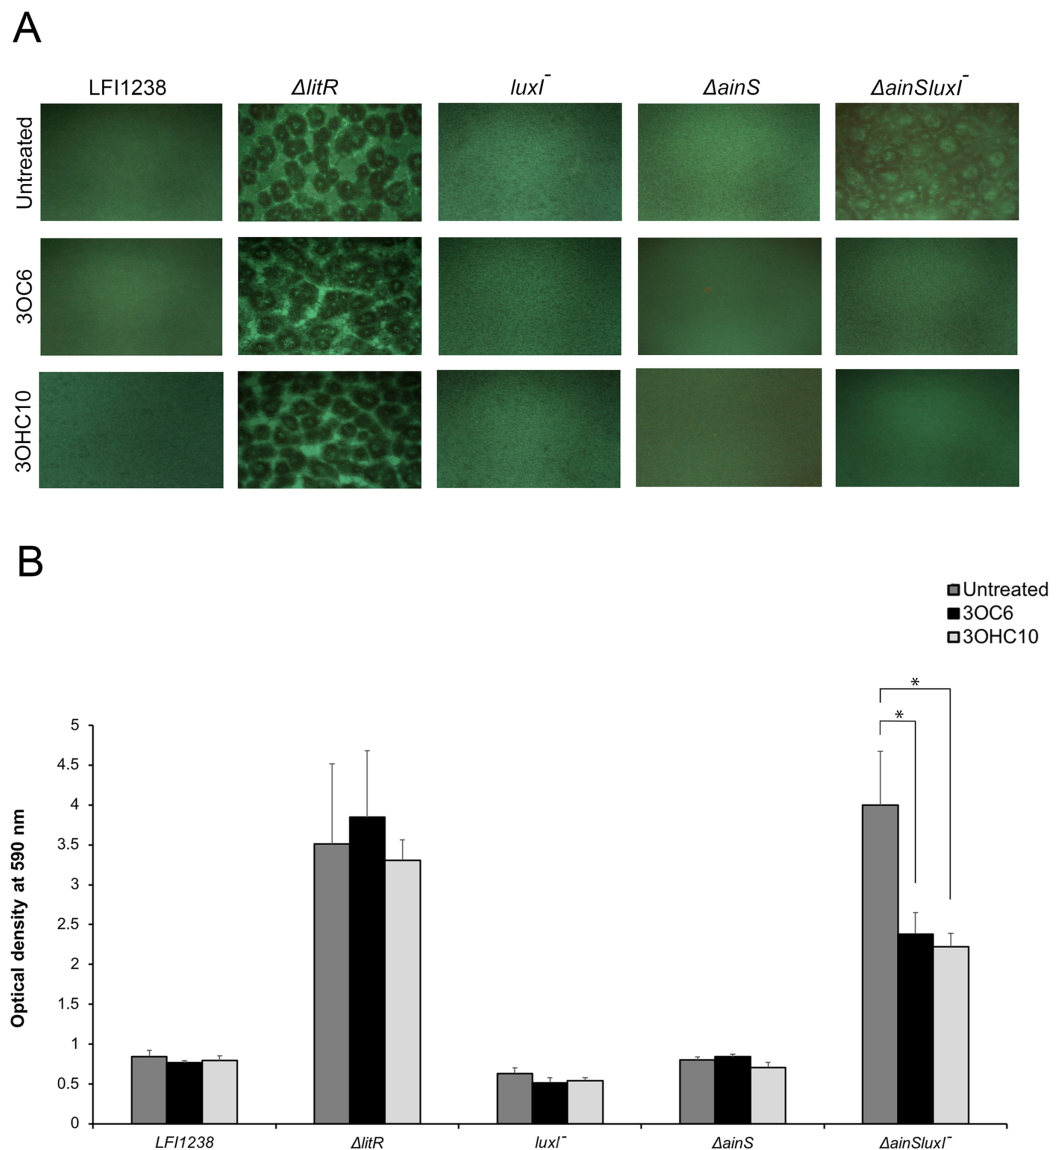 A
LFI1238 ΔlitR luxI⁻ ΔainS ΔainSluxI⁻
Untreated
3OC6
3OHC10
B
Untreated
3OC6
3OHC10
* 
*
5
4.5
4
3.5
3
2.5
2
1.5
1
0.5
0
Optical density at 590 nm
LFI1238 ΔlitR luxI⁻ ΔainS ΔainSluxI⁻